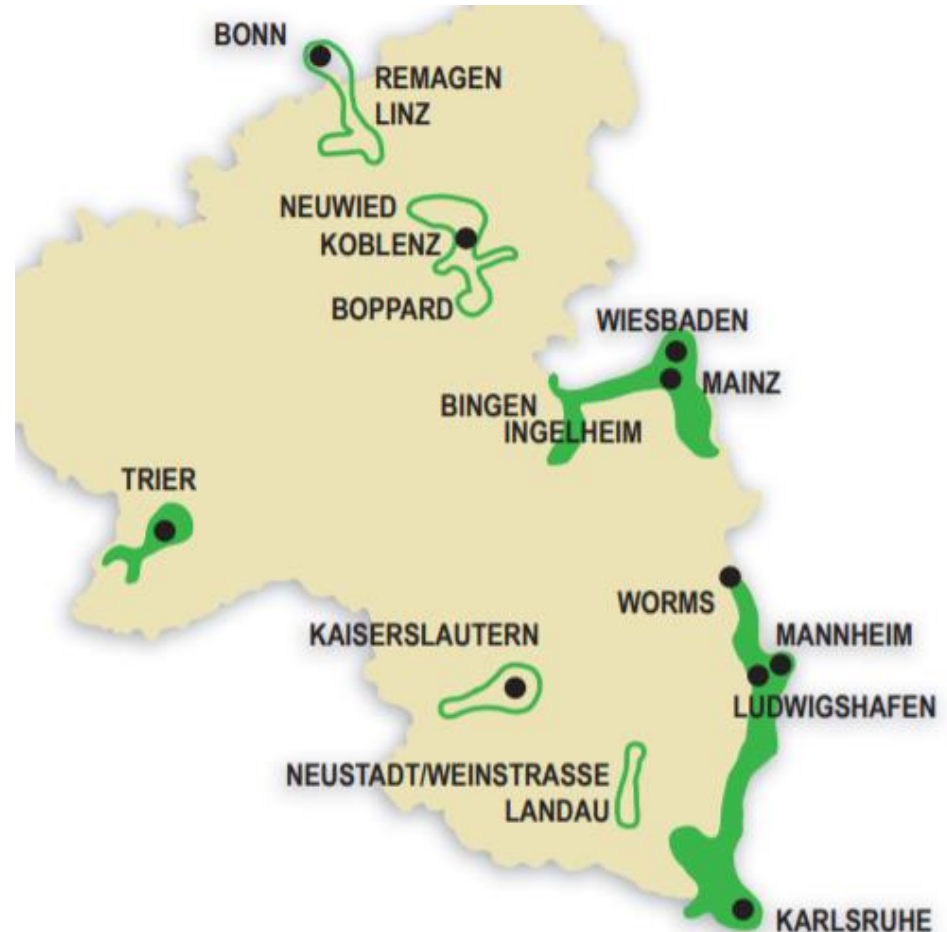 BONN
REMAGEN
LINZ
NEUWIED
KOBLENZ
BOPPARD
WIESBADEN
MAINZ
BINGEN
INGELHEIM
TRIER
WORMS
KAISERSLAUTERN
MANNHEIM
LUDWIGSHAFEN
NEUSTADT/WEINSTRASSE
LANDAU
KARLSRUHE